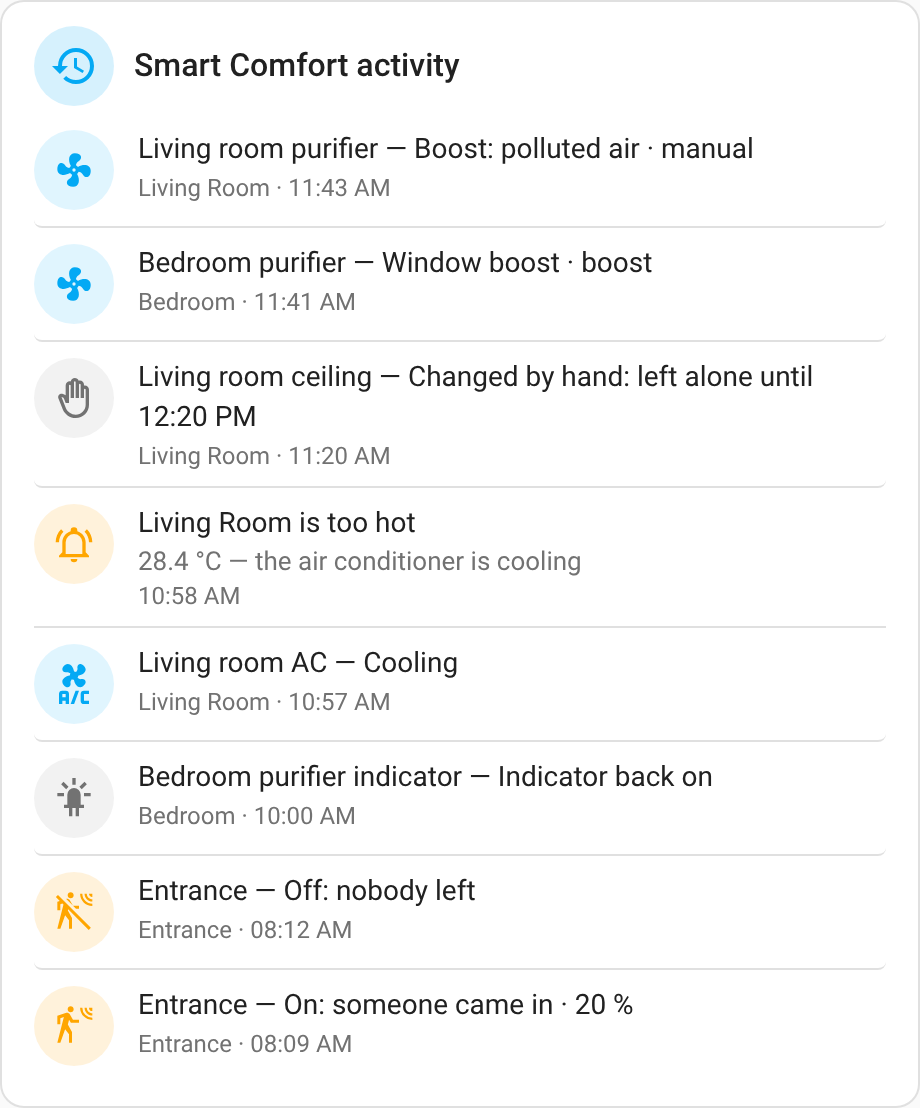 Smart Comfort activity
Living room purifier — Boost: polluted air · manual
Living Room · 11:43 AM
Bedroom purifier — Window boost · boost
Bedroom · 11:41 AM
Living room ceiling — Changed by hand: left alone until
12:20 PM
Living Room · 11:20 AM
Living Room is too hot
28.4 °C — the air conditioner is cooling
10:58 AM
A/C
Living room AC — Cooling
Living Room · 10:57 AM
Bedroom purifier indicator — Indicator back on
Bedroom · 10:00 AM
Entrance — Off: nobody left
Entrance · 08:12 AM
Entrance — On: someone came in · 20 %
Entrance · 08:09 AM